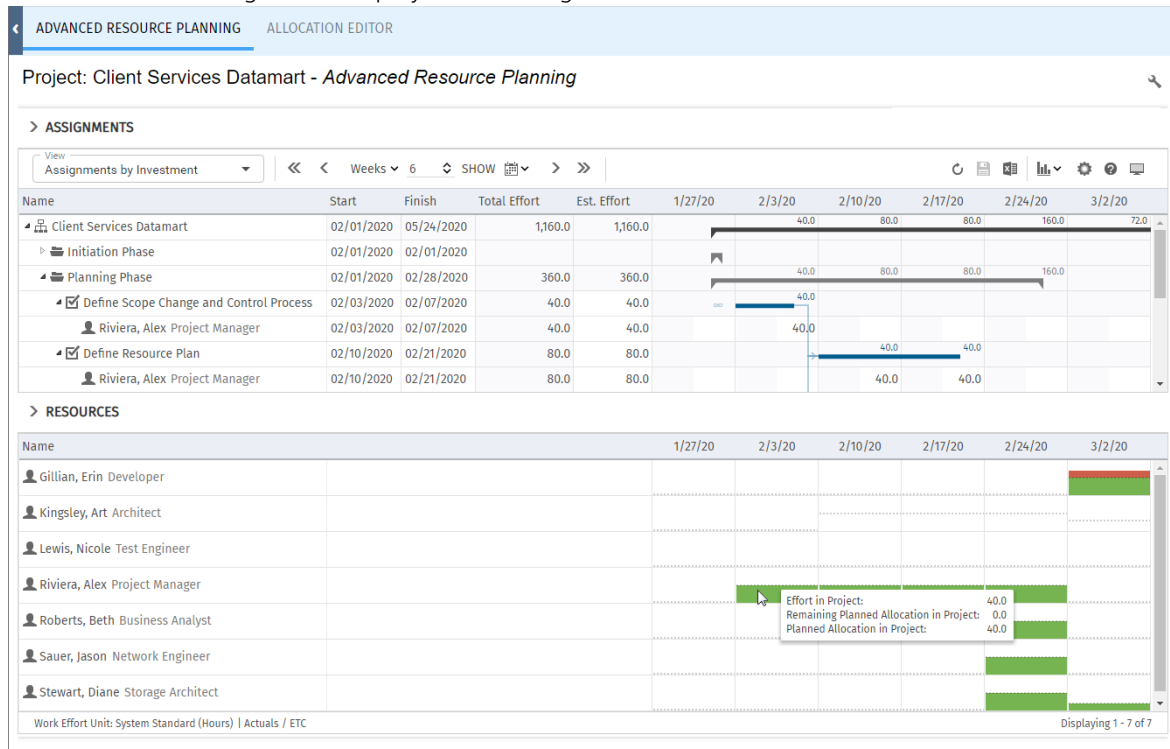 ADVANCED RESOURCE PLANNING ALLOCATION EDITOR
Project: Client Services Datamart - Advanced Resource Planning
ASSIGNMENTS
View
Assignments by Investment Weeks 6 SHOW
Name Start Finish Total Effort Est. Effort 1/27/20 2/3/20 2/10/20 2/17/20 2/24/20 3/2/20
Client Services Datamart 02/01/2020 05/24/2020 1,160.0 1,160.0 40.0 80.0 80.0 160.0 72.0
Initiation Phase 02/01/2020 02/01/2020
Planning Phase 02/01/2020 02/28/2020 360.0 360.0 40.0 80.0 80.0 160.0
Define Scope Change and Control Process 02/03/2020 02/07/2020 40.0 40.0 40.0
Riviera, Alex Project Manager 02/03/2020 02/07/2020 40.0 40.0 40.0
Define Resource Plan 02/10/2020 02/21/2020 80.0 80.0 40.0 40.0
Riviera, Alex Project Manager 02/10/2020 02/21/2020 80.0 80.0 40.0 40.0
RESOURCES
Name 1/27/20 2/3/20 2/10/20 2/17/20 2/24/20 3/2/20
Gillian, Erin Developer
Kingsley, Art Architect
Lewis, Nicole Test Engineer
Riviera, Alex Project Manager
Effort in Project: 40.0
Remaining Planned Allocation in Project: 0.0
Planned Allocation in Project: 40.0
Roberts, Beth Business Analyst
Sauer, Jason Network Engineer
Stewart, Diane Storage Architect
Work Effort Unit: System Standard (Hours) | Actuals / ETC Displaying 1 - 7 of 7